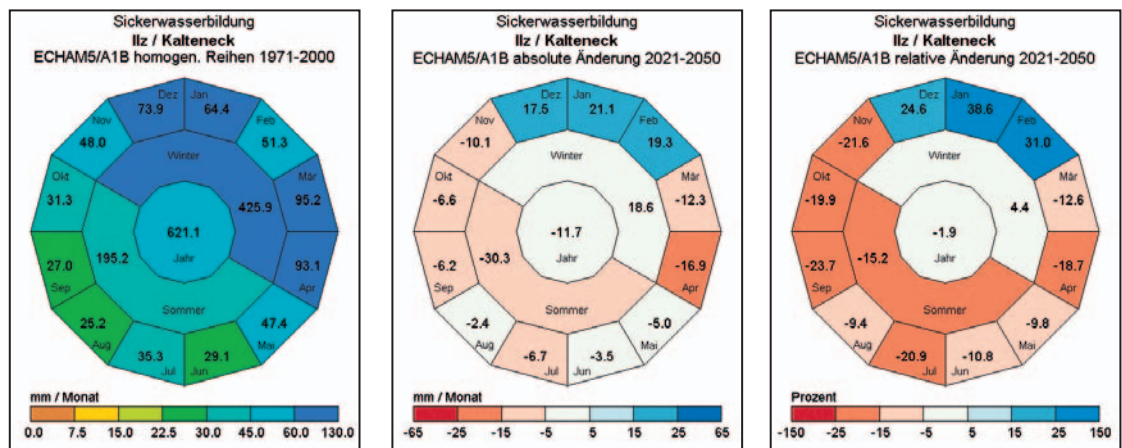 Sickerwasserbildung
Ilz / Kalteneck
ECHAM5/A1B homogen. Reihen 1971-2000
Dez Jan
73.9 64.4
Nov Feb
48.0 51.3
Winter
Okt Mär
31.3 425.9 95.2
621.1
195.2 Jahr
27.0 93.1
Sep Apr
Sommer
25.2 47.4
Aug Mai
35.3 29.1
Jul Jun
mm / Monat
0.0 7.5 15.0 22.5 30.0 45.0 60.0 130.0
Sickerwasserbildung
Ilz / Kalteneck
ECHAM5/A1B absolute Änderung 2021-2050
Dez Jan
17.5 21.1
Nov Feb
-10.1 19.3
Winter
Okt Mär
-6.6 18.6 -12.3
-11.7
-30.3 Jahr
-6.2 -16.9
Sep Apr
Sommer
-2.4 -5.0
Aug Mai
-6.7 -3.5
Jul Jun
mm / Monat
-65 -25 -15 -5 5 15 25 65
Sickerwasserbildung
Ilz / Kalteneck
ECHAM5/A1B relative Änderung 2021-2050
Dez Jan
24.6 38.6
Nov Feb
-21.6 31.0
Winter
Okt Mär
-19.9 4.4 -12.6
-1.9
-15.2 Jahr
-23.7 -18.7
Sep Apr
Sommer
-9.4 -9.8
Aug Mai
-20.9 -10.8
Jul Jun
Prozent
-150 -25 -15 -5 5 15 25 150